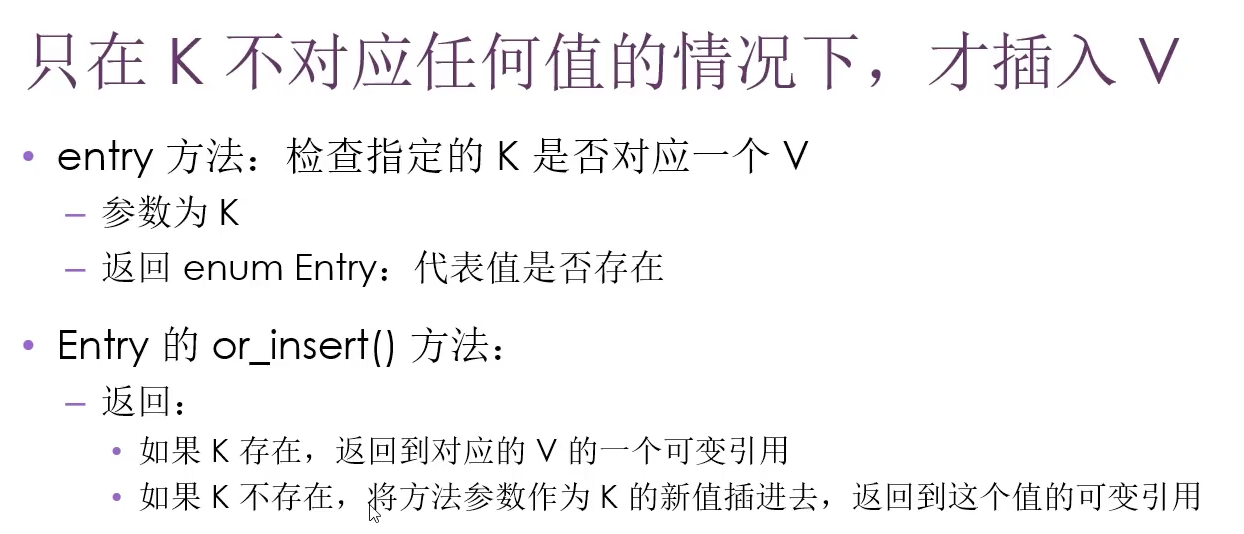 只在 K 不对应任何值的情况下，才插入 V
• entry 方法：检查指定的 K 是否对应一个 V
– 参数为 K
– 返回 enum Entry：代表值是否存在
• Entry 的 or_insert() 方法：
– 返回：
• 如果 K 存在，返回到对应的 V 的一个可变引用
• 如果 K 不存在，将方法参数作为 K 的新值插进去，返回到这个值的可变引用